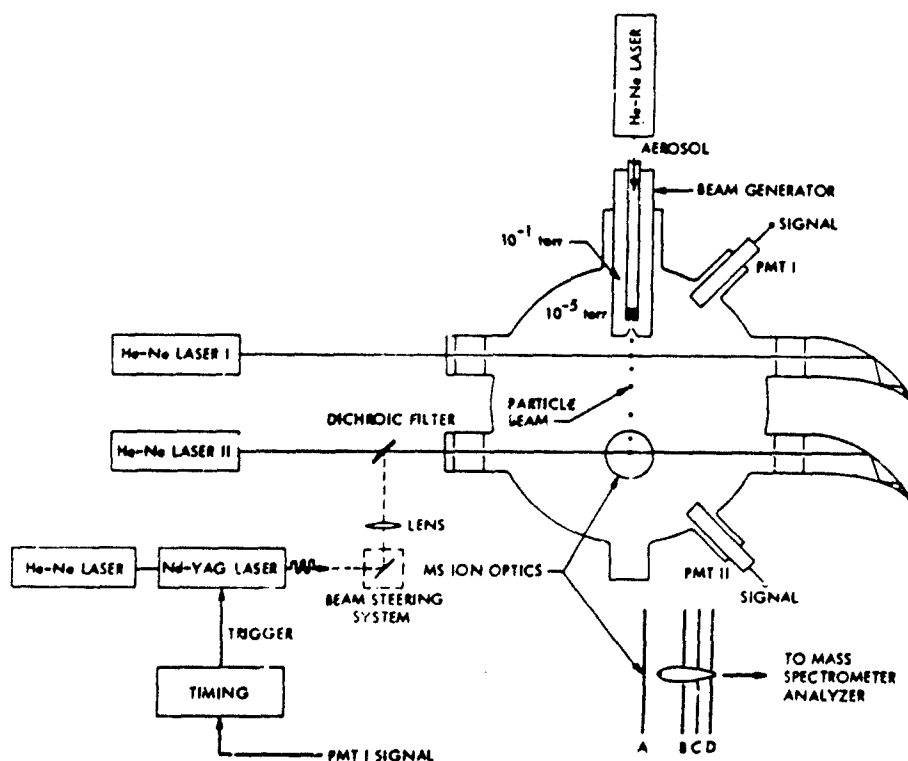 He-Ne LASER
AEROSOL
BEAM GENERATOR
SIGNAL
10⁻¹ torr
PMT I
10⁻⁵ torr
He-Ne LASER I
PARTICLE
BEAM
DICHROIC FILTER
He-Ne LASER II
LENS
He-Ne LASER
Nd-YAG LASER
MS ION OPTICS
PMT II
BEAM STEERING
SYSTEM
SIGNAL
TRIGGER
TO MASS
SPECTROMETER
ANALYZER
TIMING
A
B C D
PMT I SIGNAL